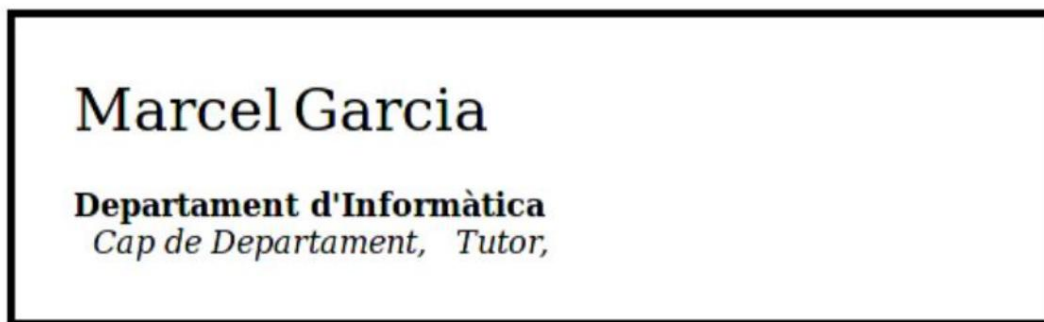 Marcel Garcia
Departament d'Informàtica
Cap de Departament, Tutor,